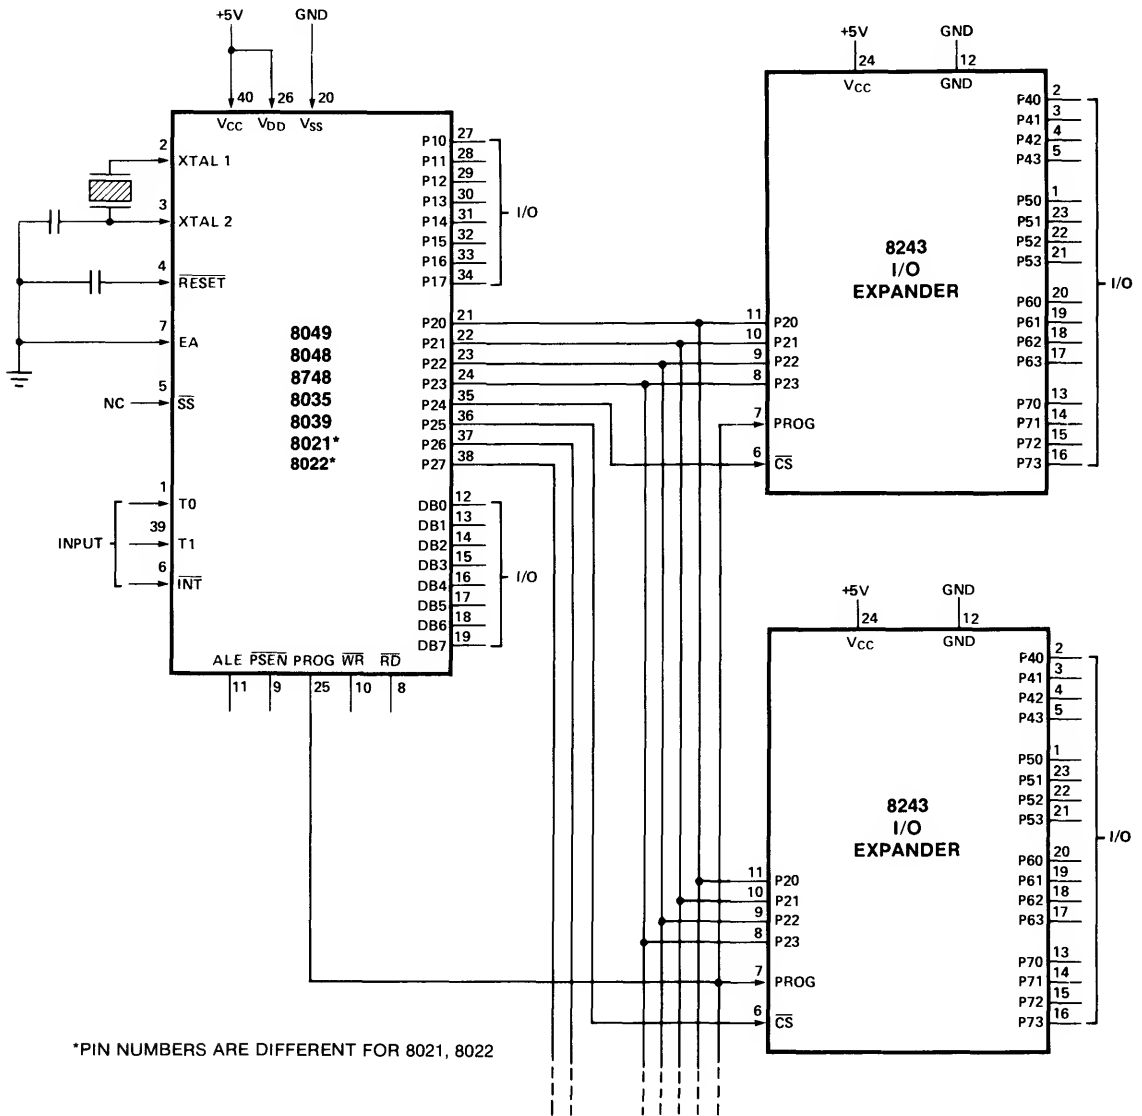 +5V GND
40 26 20
VCC VDD VSS
2 XTAL 1
3 XTAL 2
4 RESET
7 EA
NC 5 SS
INPUT
1 T0
39 T1
6 INT
8049
8048
8748
8035
8039
8021*
8022*
P10 27
P11 28
P12 29
P13 30
P14 31
P15 32
P16 33
P17 34
I/O
P20 21
P21 22
P22 23
P23 24
P24 35
P25 36
P26 37
P27 38
DB0 12
DB1 13
DB2 14
DB3 15
DB4 16
DB5 17
DB6 18
DB7 19
I/O
ALE PSEN PROG WR RD
11 9 25 10 8
+5V GND
24 12
VCC GND
8243
I/O
EXPANDER
11 P20
10 P21
9 P22
8 P23
7 PROG
6 CS
P40 2
P41 3
P42 4
P43 5
P50 1
P51 23
P52 22
P53 21
P60 20
P61 19
P62 18
P63 17
P70 13
P71 14
P72 15
P73 16
I/O
+5V GND
24 12
VCC GND
8243
I/O
EXPANDER
11 P20
10 P21
9 P22
8 P23
7 PROG
6 CS
P40 2
P41 3
P42 4
P43 5
P50 1
P51 23
P52 22
P53 21
P60 20
P61 19
P62 18
P63 17
P70 13
P71 14
P72 15
P73 16
I/O
*PIN NUMBERS ARE DIFFERENT FOR 8021, 8022